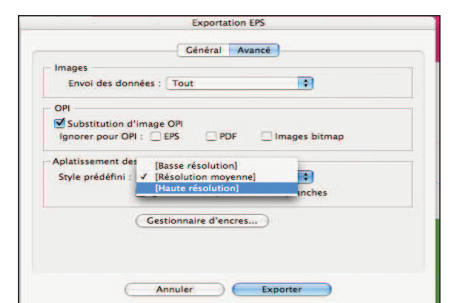 Exportation EPS
Général Avancé
Images
Envoi des données : Tout
OPI
Substitution d'image OPI
Ignorer pour OPI : EPS PDF Images bitmap
Aplatissement des
[Basse résolution]
Style prédéfini : ✓ [Résolution moyenne]
[Haute résolution]
anches
Gestionnaire d'encres...
Annuler Exporter